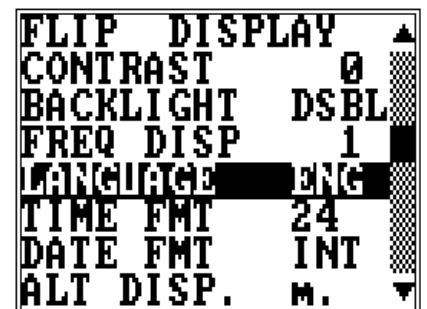 FLIP DISPLAY
CONTRAST 0
BACKLIGHT DSBL
FREQ DISP 1
LANGUAGE ENG
TIME FMT 24
DATE FMT INT
ALT DISP. m.